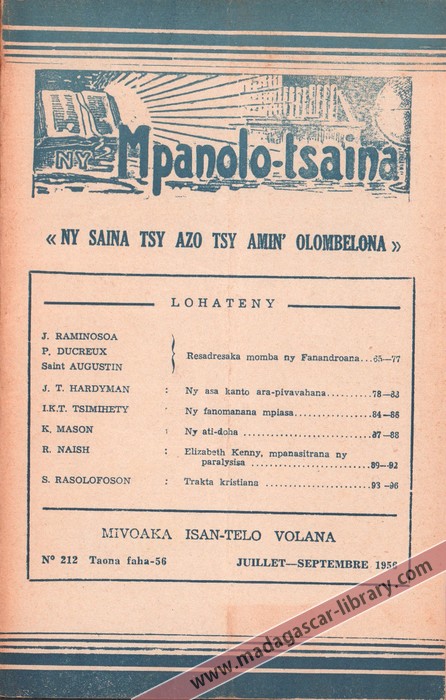 NY Mpanolo-tsaina
« NY SAINA TSY AZO TSY AMIN' OLOMBELONA »
LOHATENY
J. RAMINOSOA
P. DUCREUX
Saint AUGUSTIN
Resadresaka momba ny Fanandroana...65—77
J. T. HARDYMAN : Ny asa kanto ara-pivavahana..........78—83
I.K.T. TSIMIHETY : Ny fanomanana mpiasa..............84—86
K. MASON : Ny ati-doha ........................87—88
R. NAISH : Elizabeth Kenny, mpanasitrana ny
paralysisa ......................89—92
S. RASOLOFOSON : Trakta kristiana ....................93—96
MIVOAKA ISAN-TELO VOLANA
Nº 212 Taona faha-56 JUILLET—SEPTEMBRE 1956
www.madagascar-library.com